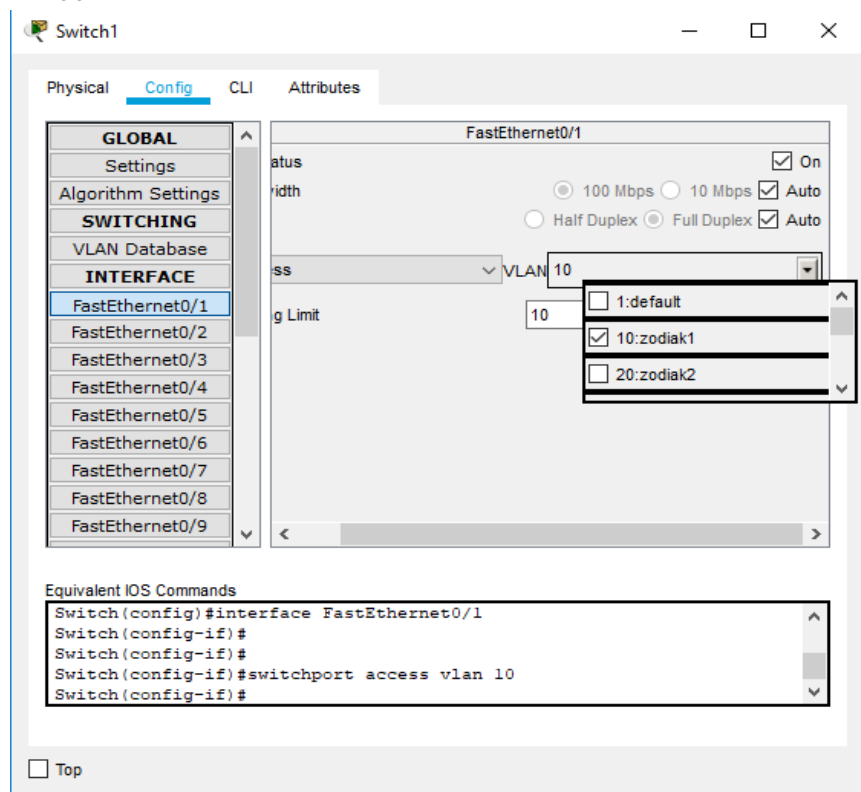 Switch1
Physical Config CLI Attributes
GLOBAL
Settings
Algorithm Settings
SWITCHING
VLAN Database
INTERFACE
FastEthernet0/1
FastEthernet0/2
FastEthernet0/3
FastEthernet0/4
FastEthernet0/5
FastEthernet0/6
FastEthernet0/7
FastEthernet0/8
FastEthernet0/9
FastEthernet0/1
atus On
idth 100 Mbps 10 Mbps Auto
Half Duplex Full Duplex Auto
ss VLAN 10
g Limit 10
1:default
10:zodiak1
20:zodiak2
Equivalent IOS Commands
Switch(config)#interface FastEthernet0/1
Switch(config-if)#
Switch(config-if)#
Switch(config-if)#switchport access vlan 10
Switch(config-if)#
Top